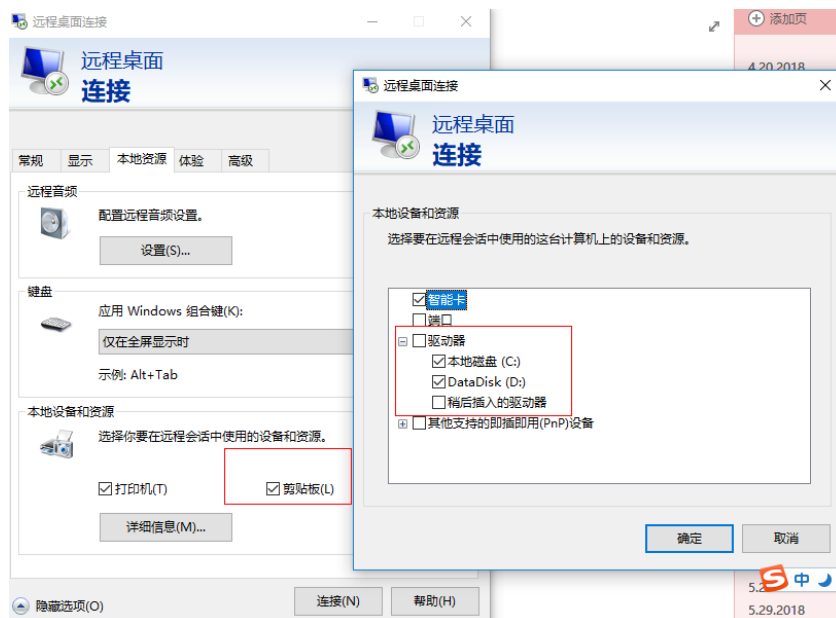 远程桌面连接
远程桌面
连接
常规 显示 本地资源 体验 高级
远程音频
配置远程音频设置。
设置(S)...
键盘
应用 Windows 组合键(K):
仅在全屏显示时
示例: Alt+Tab
本地设备和资源
选择你要在远程会话中使用的设备和资源。
打印机(T) 剪贴板(L)
详细信息(M)...
隐藏选项(O) 连接(N) 帮助(H)
远程桌面连接
远程桌面
连接
本地设备和资源
选择要在远程会话中使用的这台计算机上的设备和资源。
智能卡
端口
驱动器
本地磁盘 (C:)
DataDisk (D:)
稍后插入的驱动器
其他支持的即插即用(PnP)设备
确定 取消
添加页
4.20.2018
中
5.29.2018